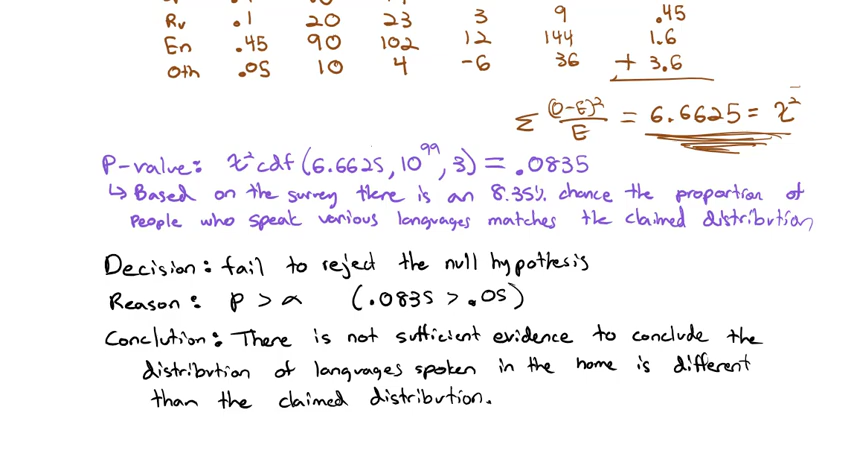 Rv .1 20 23 3 9 .45
En .45 90 102 12 144 1.6
Oth .05 10 4 -6 36 + 3.6
Σ (O-E)²/E = 6.6625 = χ²
P-value: χ²cdf(6.6625, 10^99, 3) = .0835
↳ Based on the survey there is an 8.35% chance the proportion of
people who speak various languages matches the claimed distribution
Decision: fail to reject the null hypothesis
Reason: p > α (.0835 > .05)
Conclution: There is not sufficient evidence to conclude the
distribution of languages spoken in the home is different
than the claimed distribution.